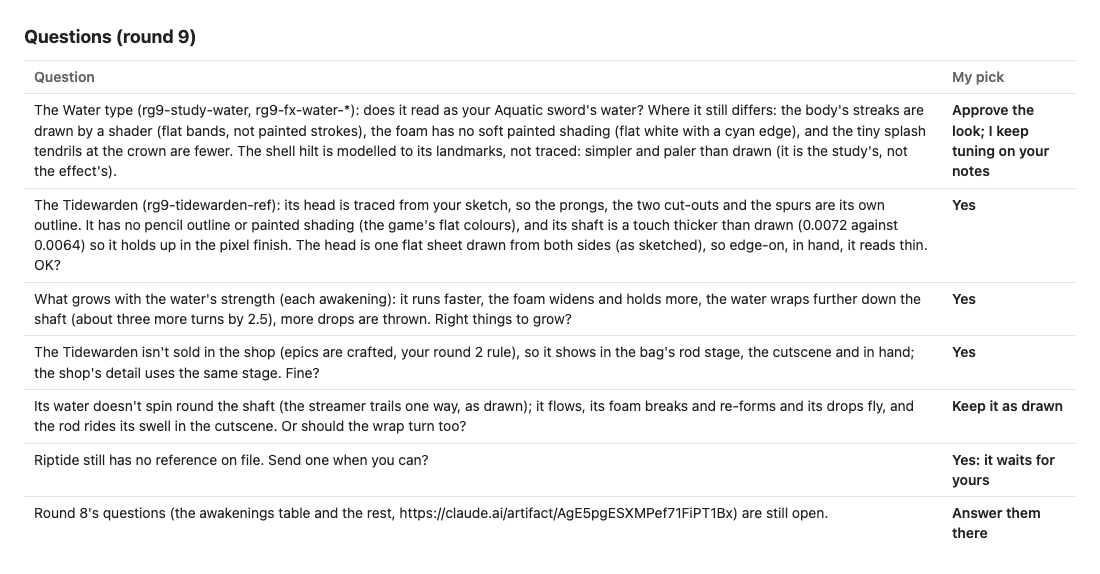 Questions (round 9)
Question
My pick
The Water type (rg9-study-water, rg9-fx-water-*): does it read as your Aquatic sword's water? Where it still differs: the body's streaks are
drawn by a shader (flat bands, not painted strokes), the foam has no soft painted shading (flat white with a cyan edge), and the tiny splash
tendrils at the crown are fewer. The shell hilt is modelled to its landmarks, not traced: simpler and paler than drawn (it is the study's, not
the effect's).
Approve the
look; I keep
tuning on your
notes
The Tidewarden (rg9-tidewarden-ref): its head is traced from your sketch, so the prongs, the two cut-outs and the spurs are its own
outline. It has no pencil outline or painted shading (the game's flat colours), and its shaft is a touch thicker than drawn (0.0072 against
0.0064) so it holds up in the pixel finish. The head is one flat sheet drawn from both sides (as sketched), so edge-on, in hand, it reads thin.
OK?
Yes
What grows with the water's strength (each awakening): it runs faster, the foam widens and holds more, the water wraps further down the
shaft (about three more turns by 2.5), more drops are thrown. Right things to grow?
Yes
The Tidewarden isn't sold in the shop (epics are crafted, your round 2 rule), so it shows in the bag's rod stage, the cutscene and in hand;
the shop's detail uses the same stage. Fine?
Yes
Its water doesn't spin round the shaft (the streamer trails one way, as drawn); it flows, its foam breaks and re-forms and its drops fly, and
the rod rides its swell in the cutscene. Or should the wrap turn too?
Keep it as drawn
Riptide still has no reference on file. Send one when you can?
Yes: it waits for
yours
Round 8's questions (the awakenings table and the rest, https://claude.ai/artifact/AgE5pgESXMPef71FiPT1Bx) are still open.
Answer them
there